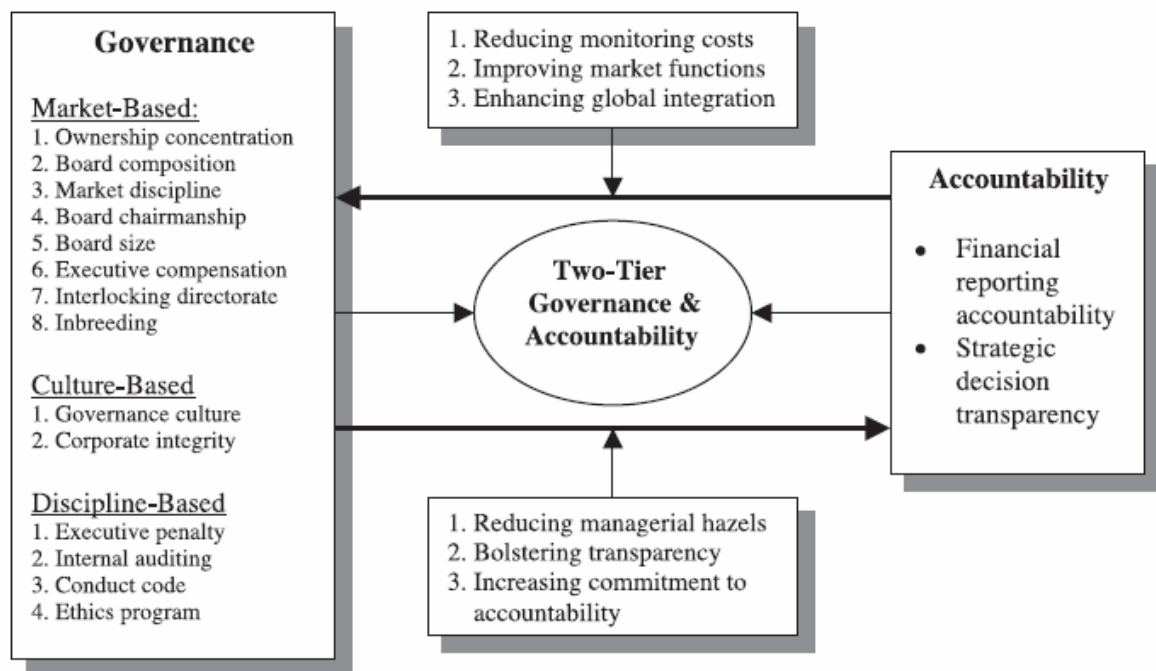 Governance
Market-Based:
1. Ownership concentration
2. Board composition
3. Market discipline
4. Board chairmanship
5. Board size
6. Executive compensation
7. Interlocking directorate
8. Inbreeding
Culture-Based
1. Governance culture
2. Corporate integrity
Discipline-Based
1. Executive penalty
2. Internal auditing
3. Conduct code
4. Ethics program
1. Reducing monitoring costs
2. Improving market functions
3. Enhancing global integration
Two-Tier
Governance &
Accountability
1. Reducing managerial hazels
2. Bolstering transparency
3. Increasing commitment to
accountability
Accountability
• Financial
reporting
accountability
• Strategic
decision
transparency